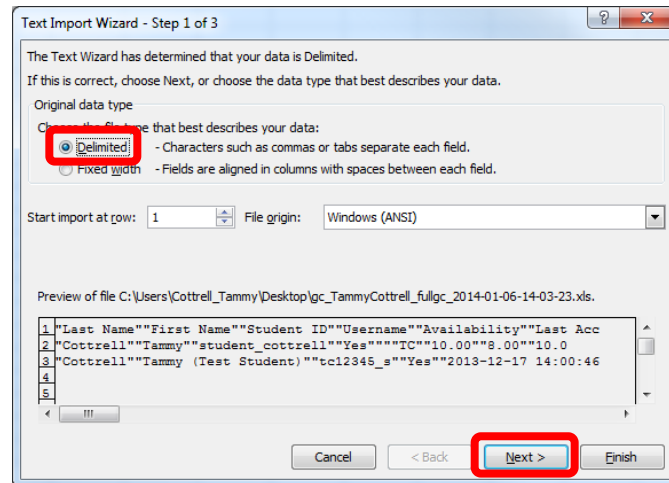 Text Import Wizard - Step 1 of 3
The Text Wizard has determined that your data is Delimited.
If this is correct, choose Next, or choose the data type that best describes your data.
Original data type
Choose the file type that best describes your data:
Delimited - Characters such as commas or tabs separate each field.
Fixed width - Fields are aligned in columns with spaces between each field.
Start import at row: 1 File origin: Windows (ANSI)
Preview of file C:\Users\Cottrell_Tammy\Desktop\gc_TammyCottrell_fullgc_2014-01-06-14-03-23.xls.
1 "Last Name""First Name""Student ID""Username""Availability""Last Acc
2 "Cottrell""Tammy""student_cottrell""Yes""""TC""10.00""8.00""10.0
3 "Cottrell""Tammy (Test Student)""tc12345_s""Yes""2013-12-17 14:00:46
4
5
Cancel < Back Next > Finish